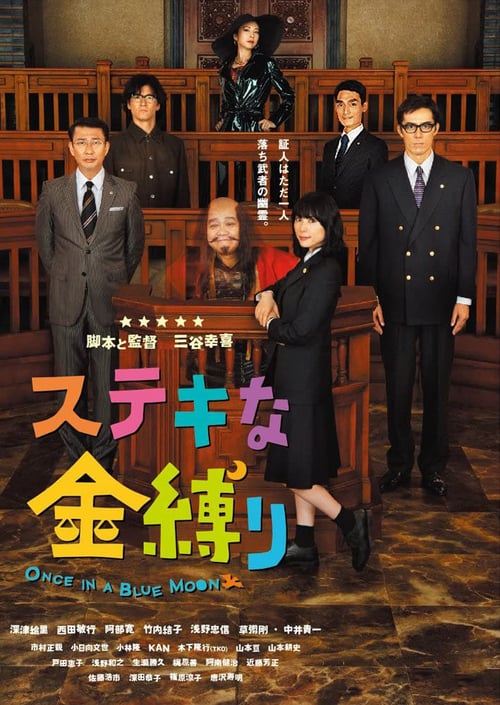 証人はただ一人
落ち武者の幽霊。
★★★★★
脚本と監督 三谷幸喜
ステキな
金縛り
ONCE IN A BLUE MOON
深津絵里 西田敏行 阿部寛 竹内結子 浅野忠信 草彅剛・中井貴一
市村正親 小日向文世 小林隆 KAN 木下隆行(TKO) 山本亘 山本耕史
戸田恵子 浅野和之 生瀬勝久 梶原善 阿南健治 近藤芳正
佐藤浩市 深田恭子 篠原涼子 唐沢寿明